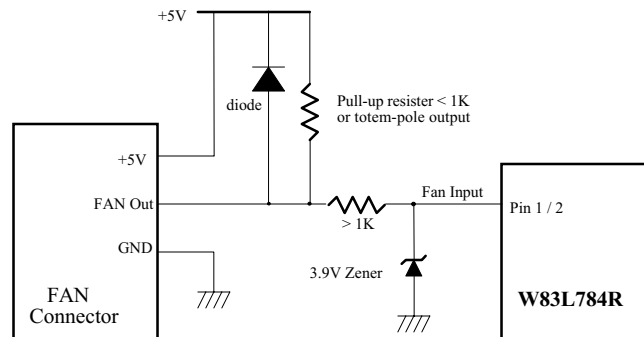 +5V
diode
Pull-up resister < 1K
or totem-pole output
+5V
FAN Out
Fan Input
Pin 1 / 2
> 1K
GND
3.9V Zener
FAN
Connector
W83L784R